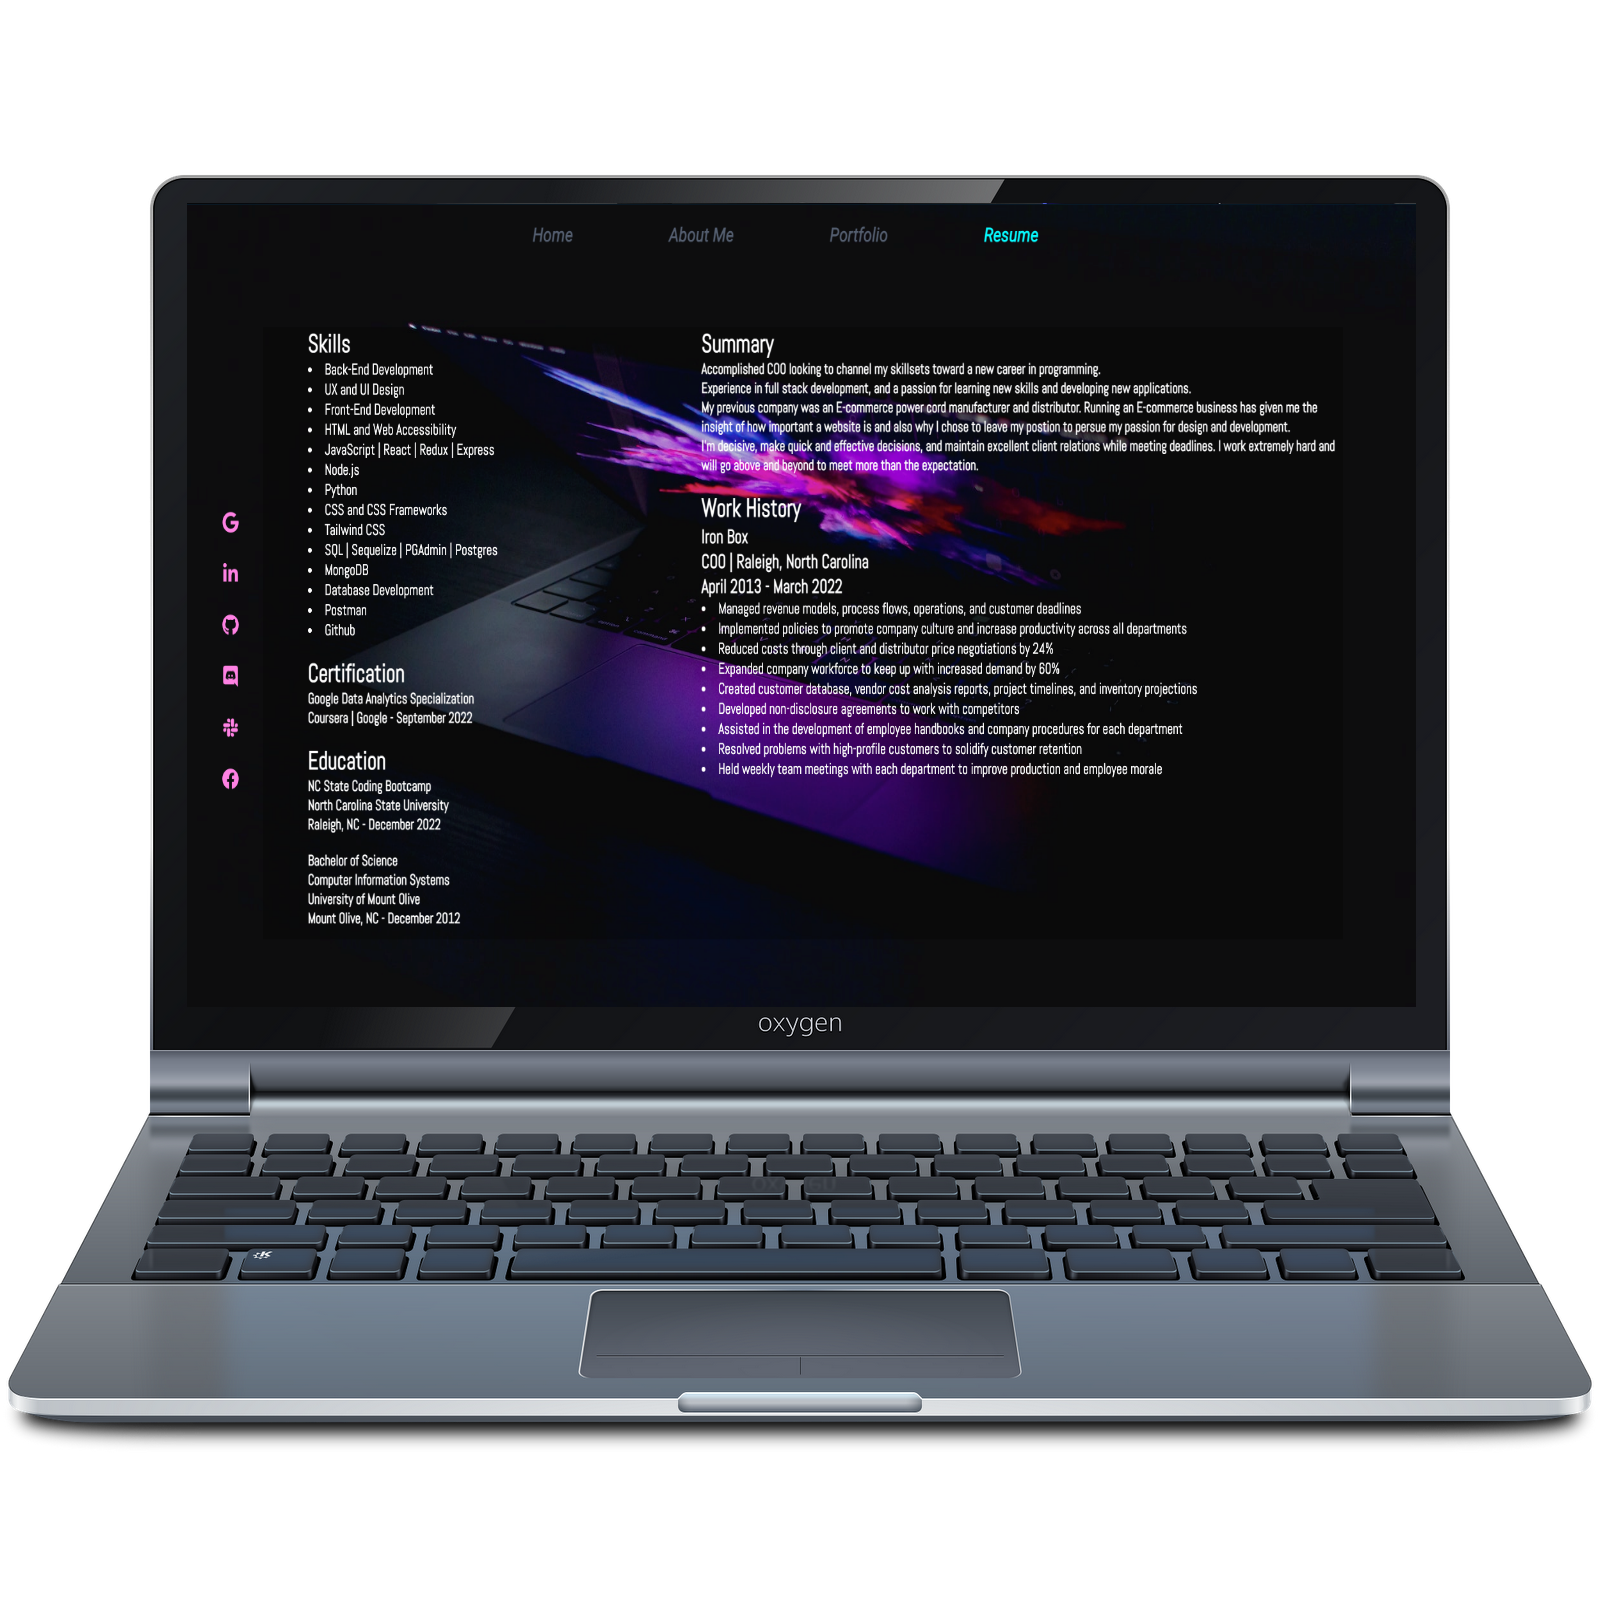 Home About Me Portfolio Resume
Skills
• Back-End Development
• UX and UI Design
• Front-End Development
• HTML and Web Accessibility
• JavaScript | React | Redux | Express
• Node.js
• Python
• CSS and CSS Frameworks
• Tailwind CSS
• SQL | Sequelize | PGAdmin | Postgres
• MongoDB
• Database Development
• Postman
• Github
Certification
Google Data Analytics Specialization
Coursera | Google - September 2022
Education
NC State Coding Bootcamp
North Carolina State University
Raleigh, NC - December 2022
Bachelor of Science
Computer Information Systems
University of Mount Olive
Mount Olive, NC - December 2012
Summary
Accomplished COO looking to channel my skillsets toward a new career in programming.
Experience in full stack development, and a passion for learning new skills and developing new applications.
My previous company was an E-commerce power cord manufacturer and distributor. Running an E-commerce business has given me the
insight of how important a website is and also why I chose to leave my postion to persue my passion for design and development.
I'm decisive, make quick and effective decisions, and maintain excellent client relations while meeting deadlines. I work extremely hard and
will go above and beyond to meet more than the expectation.
Work History
Iron Box
COO | Raleigh, North Carolina
April 2013 - March 2022
• Managed revenue models, process flows, operations, and customer deadlines
• Implemented policies to promote company culture and increase productivity across all departments
• Reduced costs through client and distributor price negotiations by 24%
• Expanded company workforce to keep up with increased demand by 60%
• Created customer database, vendor cost analysis reports, project timelines, and inventory projections
• Developed non-disclosure agreements to work with competitors
• Assisted in the development of employee handbooks and company procedures for each department
• Resolved problems with high-profile customers to solidify customer retention
• Held weekly team meetings with each department to improve production and employee morale
in
oxygen